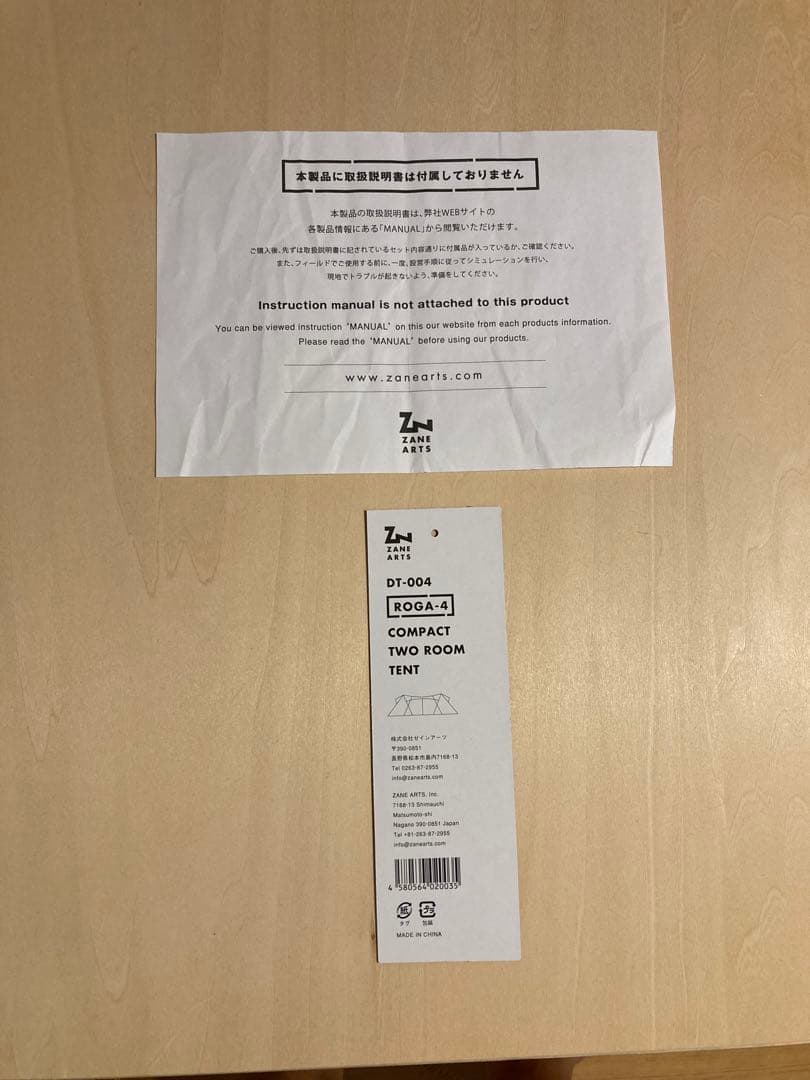 本製品に取扱説明書は付属しておりません
本製品の取扱説明書は、弊社WEBサイトの
各製品情報にある「MANUAL」から閲覧いただけます。
ご購入後、先ずは取扱説明書に記されているセット内容通りに付属品が入っているか、ご確認ください。
また、フィールドでご使用する前に、一度、設営手順に従ってシミュレーションを行い、
現地でトラブルが起きないよう、準備をしてください。
Instruction manual is not attached to this product
You can be viewed instruction "MANUAL" on this our website from each products information.
Please read the "MANUAL" before using our products.
www.zanearts.com
ZN
ZANE
ARTS
ZN
ZANE
ARTS
DT-004
ROGA-4
COMPACT
TWO ROOM
TENT
株式会社ゼインアーツ
〒390-0851
長野県松本市島内7168-13
Tel 0263-87-2955
info@zanearts.com
ZANE ARTS, Inc.
7168-13 Shimauchi
Matsumoto-shi
Nagano 390-0851 Japan
Tel +81-263-87-2955
info@zanearts.com
4 580564 020035
紙 プラ
タグ 包装
MADE IN CHINA